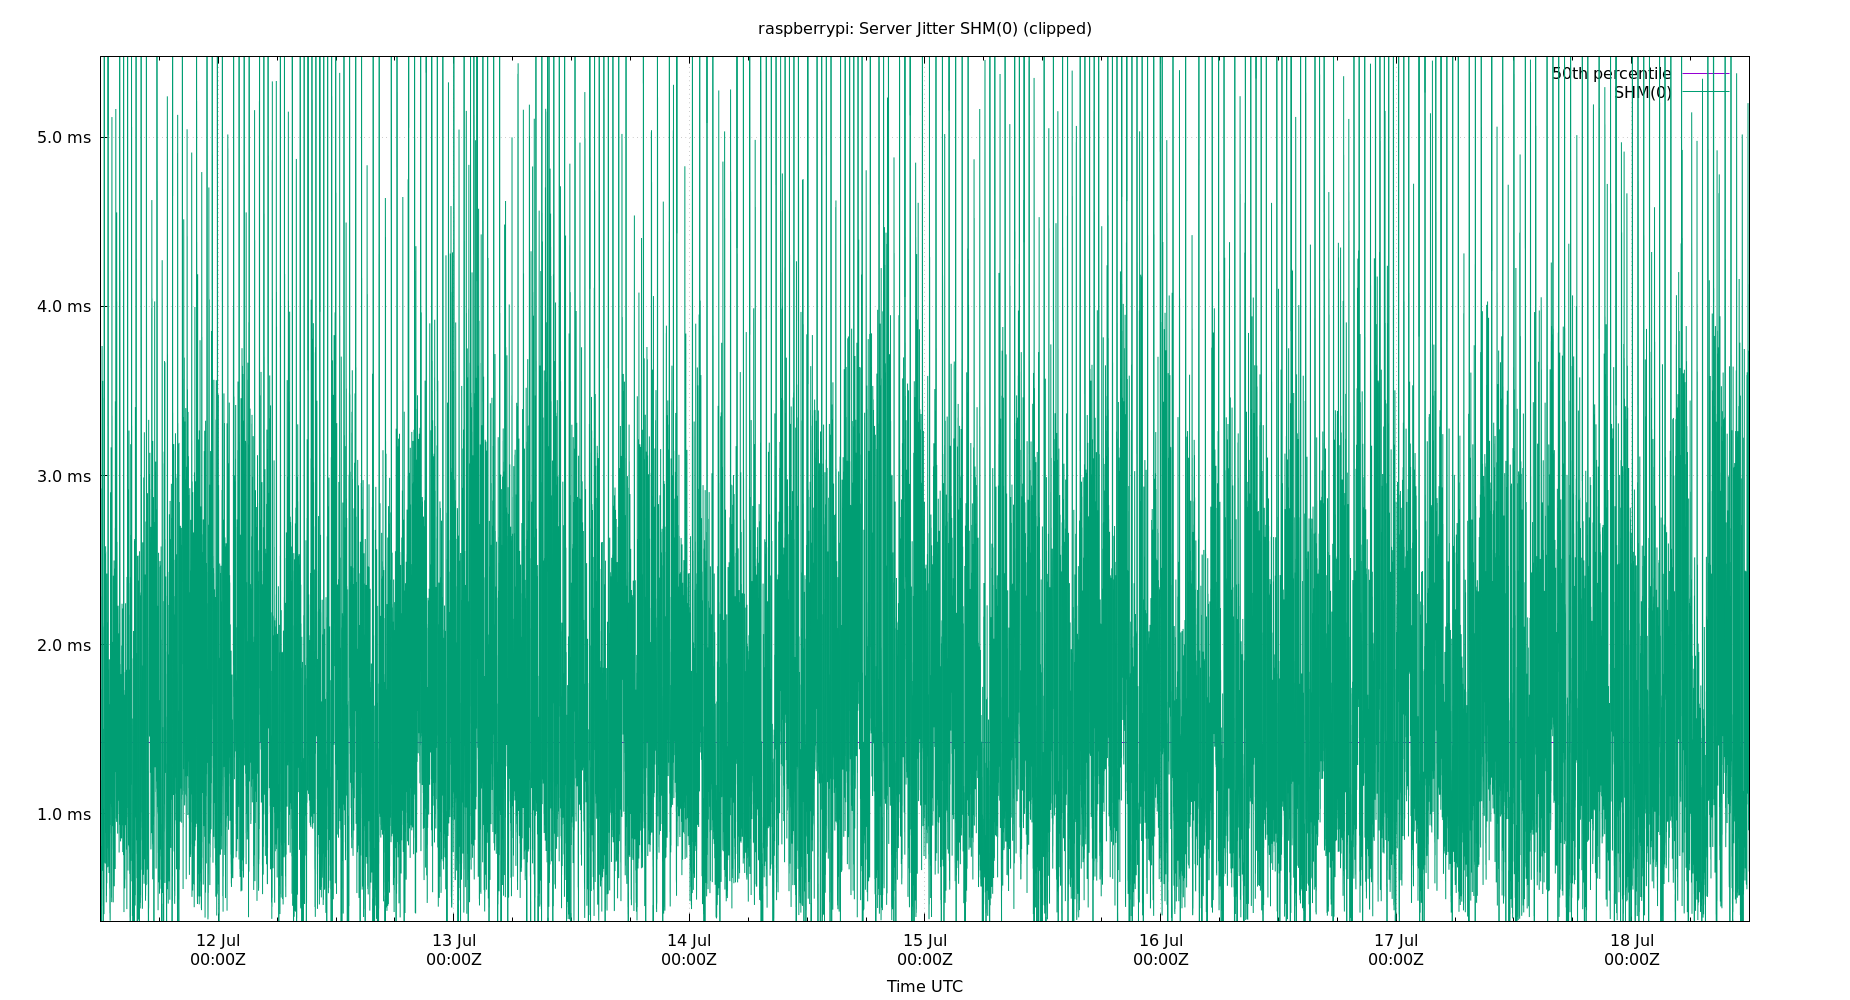 raspberrypi: Server Jitter SHM(0) (clipped)
50th percentile
SHM(0)
5.0 ms
4.0 ms
3.0 ms
2.0 ms
1.0 ms
12 Jul 13 Jul 14 Jul 15 Jul 16 Jul 17 Jul 18 Jul
00:00Z 00:00Z 00:00Z 00:00Z 00:00Z 00:00Z 00:00Z
Time UTC